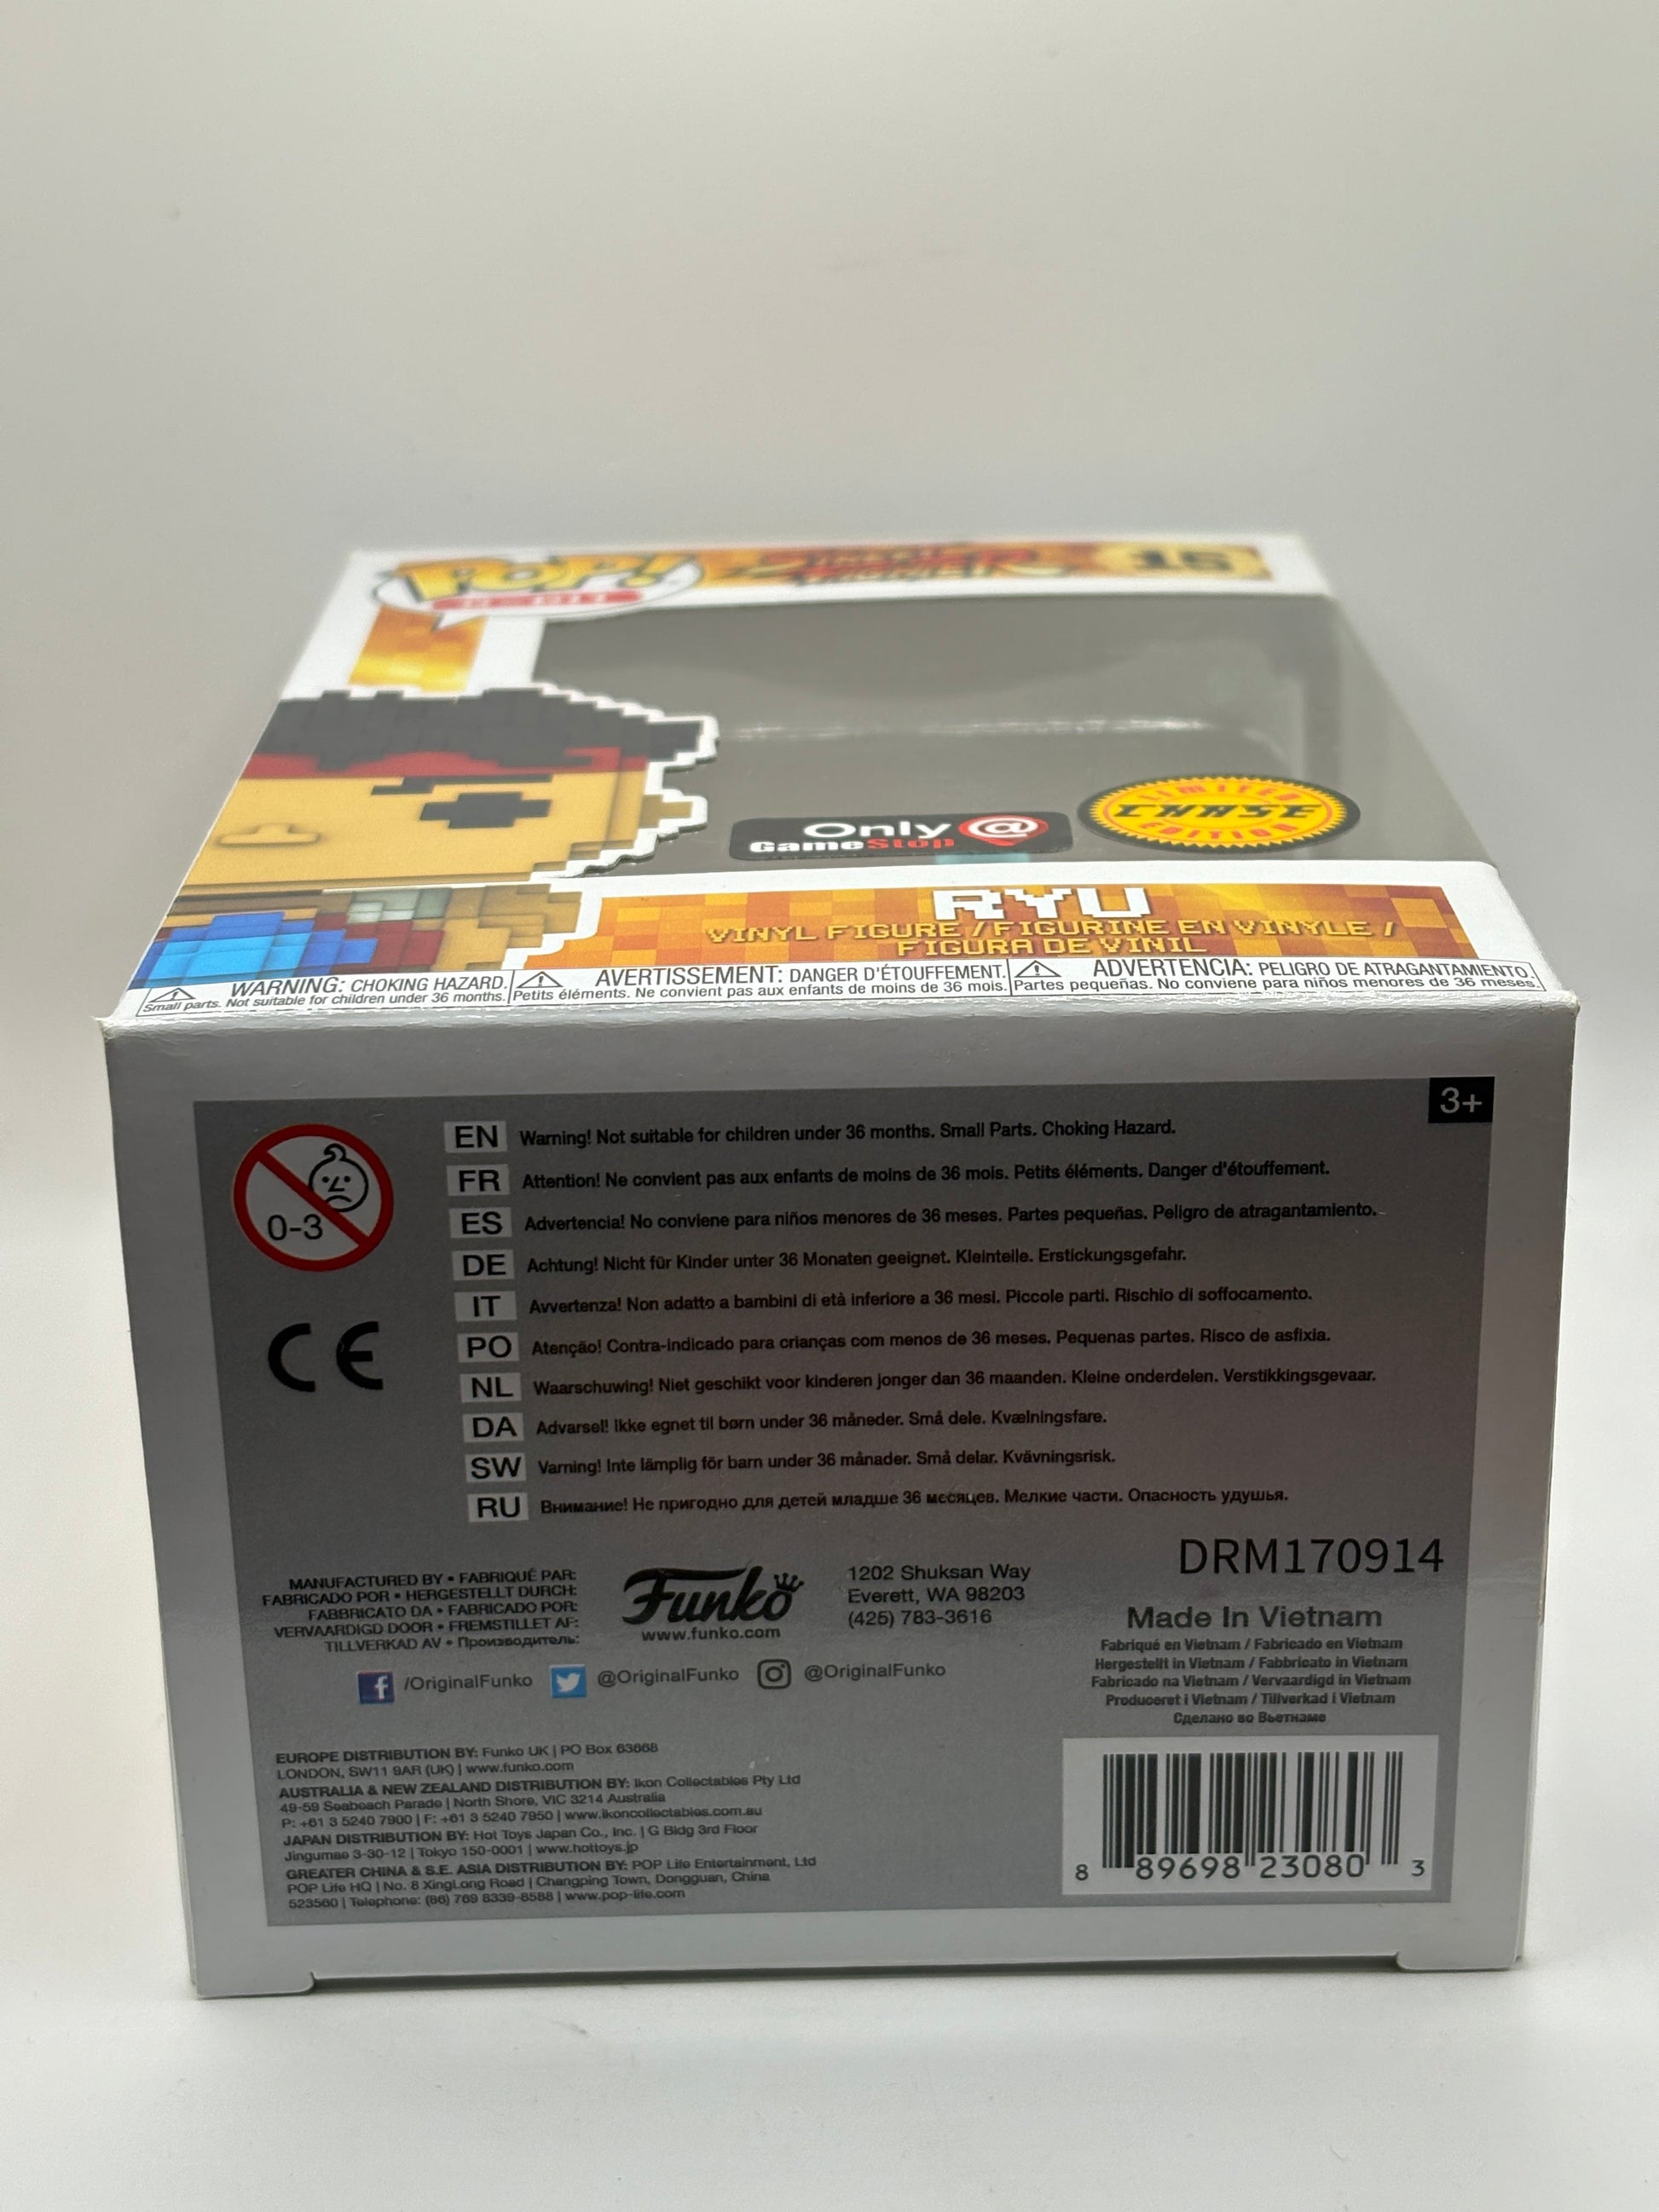 POP!
8-BIT
STREET FIGHTER
15
LIMITED
CHASE
EDITION
Only @
GameStop
RYU
VINYL FIGURE / FIGURINE EN VINYLE /
FIGURA DE VINIL
WARNING: CHOKING HAZARD.
Small parts. Not suitable for children under 36 months.
AVERTISSEMENT: DANGER D'ÉTOUFFEMENT.
Petits éléments. Ne convient pas aux enfants de moins de 36 mois.
ADVERTENCIA: PELIGRO DE ATRAGANTAMIENTO.
Partes pequeñas. No conviene para niños menores de 36 meses.
3+
0-3
EN Warning! Not suitable for children under 36 months. Small Parts. Choking Hazard.
FR Attention! Ne convient pas aux enfants de moins de 36 mois. Petits éléments. Danger d'étouffement.
ES Advertencia! No conviene para niños menores de 36 meses. Partes pequeñas. Peligro de atragantamiento.
DE Achtung! Nicht für Kinder unter 36 Monaten geeignet. Kleinteile. Erstickungsgefahr.
IT Avvertenza! Non adatto a bambini di età inferiore a 36 mesi. Piccole parti. Rischio di soffocamento.
PO Atenção! Contra-indicado para crianças com menos de 36 meses. Pequenas partes. Risco de asfixia.
NL Waarschuwing! Niet geschikt voor kinderen jonger dan 36 maanden. Kleine onderdelen. Verstikkingsgevaar.
DA Advarsel! Ikke egnet til børn under 36 måneder. Små dele. Kvælningsfare.
SW Varning! Inte lämplig för barn under 36 månader. Små delar. Kvävningsrisk.
RU Внимание! Не пригодно для детей младше 36 месяцев. Мелкие части. Опасность удушья.
CE
DRM170914
MANUFACTURED BY • FABRIQUÉ PAR:
FABRICADO POR • HERGESTELLT DURCH:
FABBRICATO DA • FABRICADO POR:
VERVAARDIGD DOOR • FREMSTILLET AF:
TILLVERKAD AV • Производитель:
Funko
www.funko.com
1202 Shuksan Way
Everett, WA 98203
(425) 783-3616
/OriginalFunko @OriginalFunko @OriginalFunko
Made In Vietnam
Fabriqué en Vietnam / Fabricado en Vietnam
Hergestellt in Vietnam / Fabbricato in Vietnam
Fabricado na Vietnam / Vervaardigd in Vietnam
Produceret i Vietnam / Tillverkad i Vietnam
Сделано во Вьетнаме
EUROPE DISTRIBUTION BY: Funko UK | PO Box 63668
LONDON, SW11 9AR (UK) | www.funko.com
AUSTRALIA & NEW ZEALAND DISTRIBUTION BY: Ikon Collectables Pty Ltd
49-59 Seabeach Parade | North Shore, VIC 3214 Australia
P: +61 3 5240 7900 | F: +61 3 5240 7950 | www.ikoncollectables.com.au
JAPAN DISTRIBUTION BY: Hot Toys Japan Co., Inc. | G Bldg 3rd Floor
Jingumae 3-30-12 | Tokyo 150-0001 | www.hottoys.jp
GREATER CHINA & S.E. ASIA DISTRIBUTION BY: POP Life Entertainment, Ltd
POP Life HQ | No. 8 XingLong Road | Changping Town, Dongguan, China
523560 | Telephone: (86) 769 8339-8588 | www.pop-life.com
8 89698 23080 3